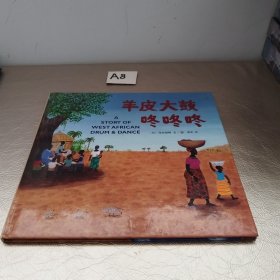 A8
羊皮大鼓
咚咚咚
A
STORY OF
WEST AFRICAN
DRUM & DANCE